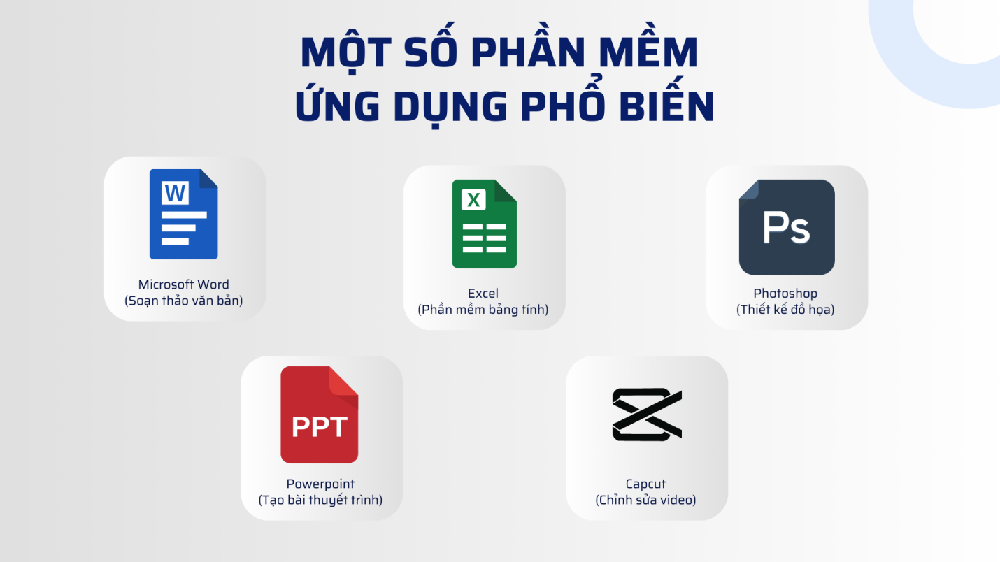 MỘT SỐ PHẦN MỀM
ỨNG DỤNG PHỔ BIẾN
W
Microsoft Word
(Soạn thảo văn bản)
X
Excel
(Phần mềm bảng tính)
Ps
Photoshop
(Thiết kế đồ họa)
PPT
Powerpoint
(Tạo bài thuyết trình)
Capcut
(Chỉnh sửa video)